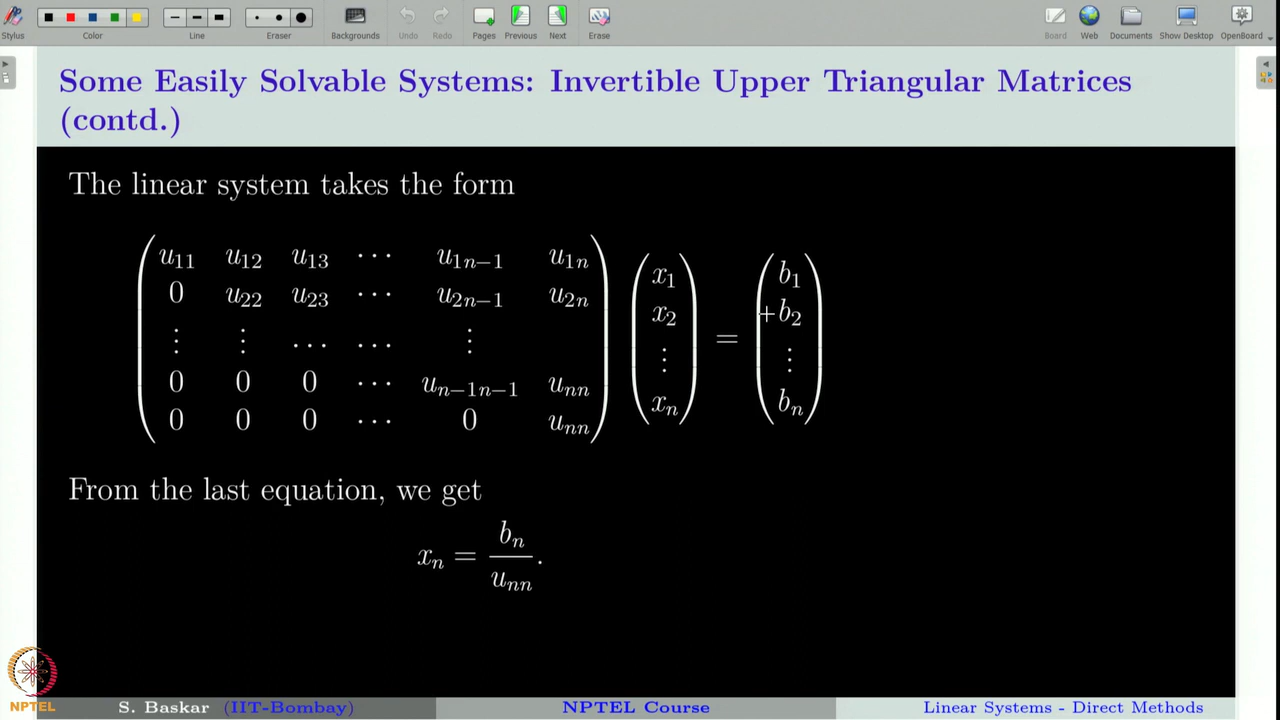 Stylus Color Line Eraser Backgrounds Undo Redo Pages Previous Next Erase Board Web Documents Show Desktop OpenBoard
Some Easily Solvable Systems: Invertible Upper Triangular Matrices
(contd.)
The linear system takes the form
u₁₁ u₁₂ u₁₃ ⋯ u₁ₙ₋₁ u₁ₙ x₁ b₁
0 u₂₂ u₂₃ ⋯ u₂ₙ₋₁ u₂ₙ x₂ +b₂
⋮ ⋮ ⋯ ⋯ ⋮ ⋮ = ⋮
0 0 0 ⋯ uₙ₋₁ₙ₋₁ uₙₙ xₙ bₙ
0 0 0 ⋯ 0 uₙₙ
From the last equation, we get
xₙ = bₙ / uₙₙ.
NPTEL
S. Baskar (IIT-Bombay) NPTEL Course Linear Systems - Direct Methods